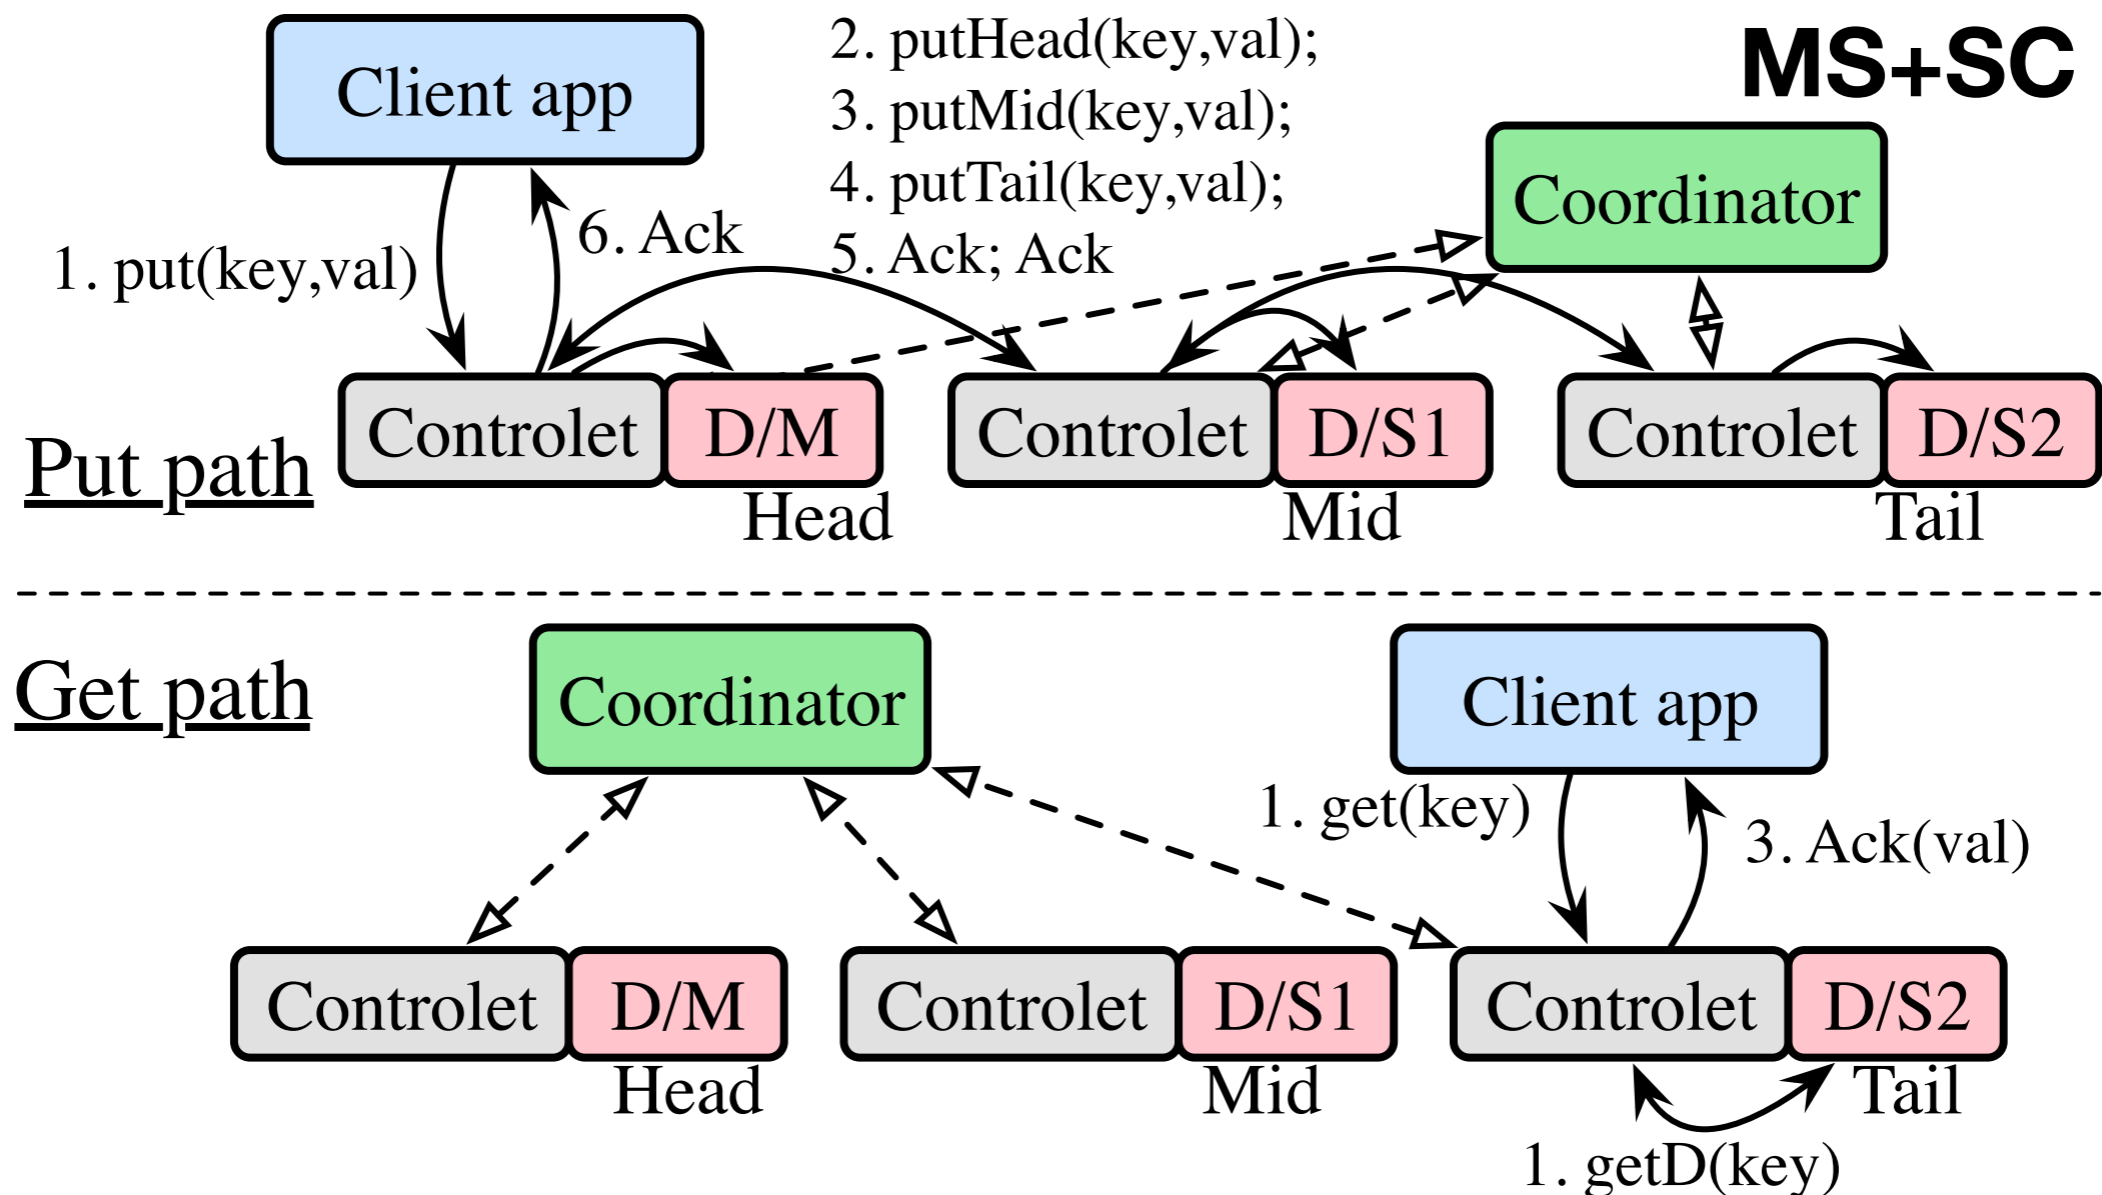 MS+SC
Client app
2. putHead(key,val);
3. putMid(key,val);
4. putTail(key,val);
5. Ack; Ack
Coordinator
1. put(key,val)
6. Ack
Put path
Controlet D/M
Head
Controlet D/S1
Mid
Controlet D/S2
Tail
Get path
Coordinator
Client app
1. get(key)
3. Ack(val)
Controlet D/M
Head
Controlet D/S1
Mid
Controlet D/S2
Tail
1. getD(key)